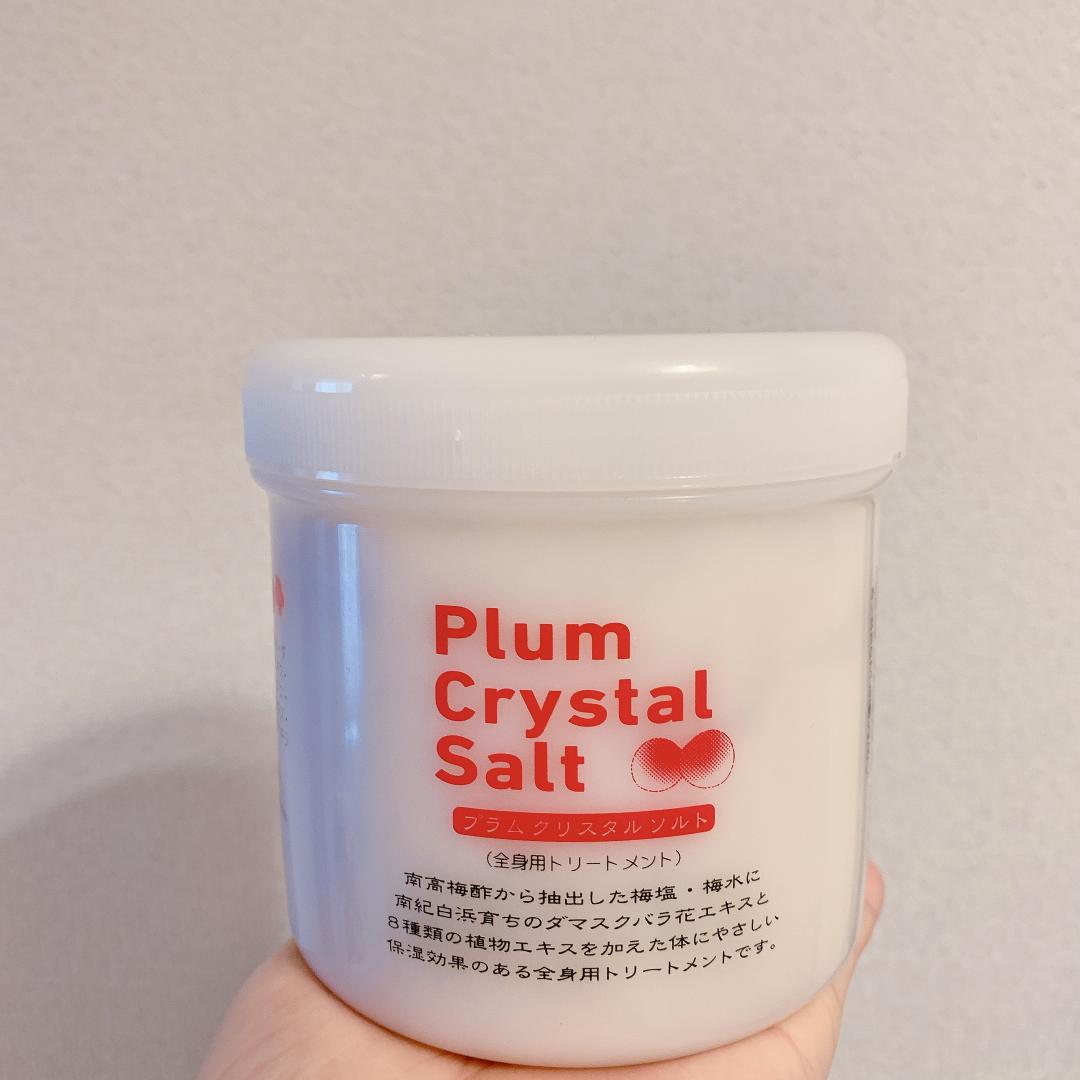 Plum
Crystal
Salt
プラムクリスタルソルト
（全身用トリートメント）
南高梅酢から抽出した梅塩・梅水に
南紀白浜育ちのダマスクバラ花エキスと
8種類の植物エキスを加えた体にやさしい
保湿効果のある全身用トリートメントです。